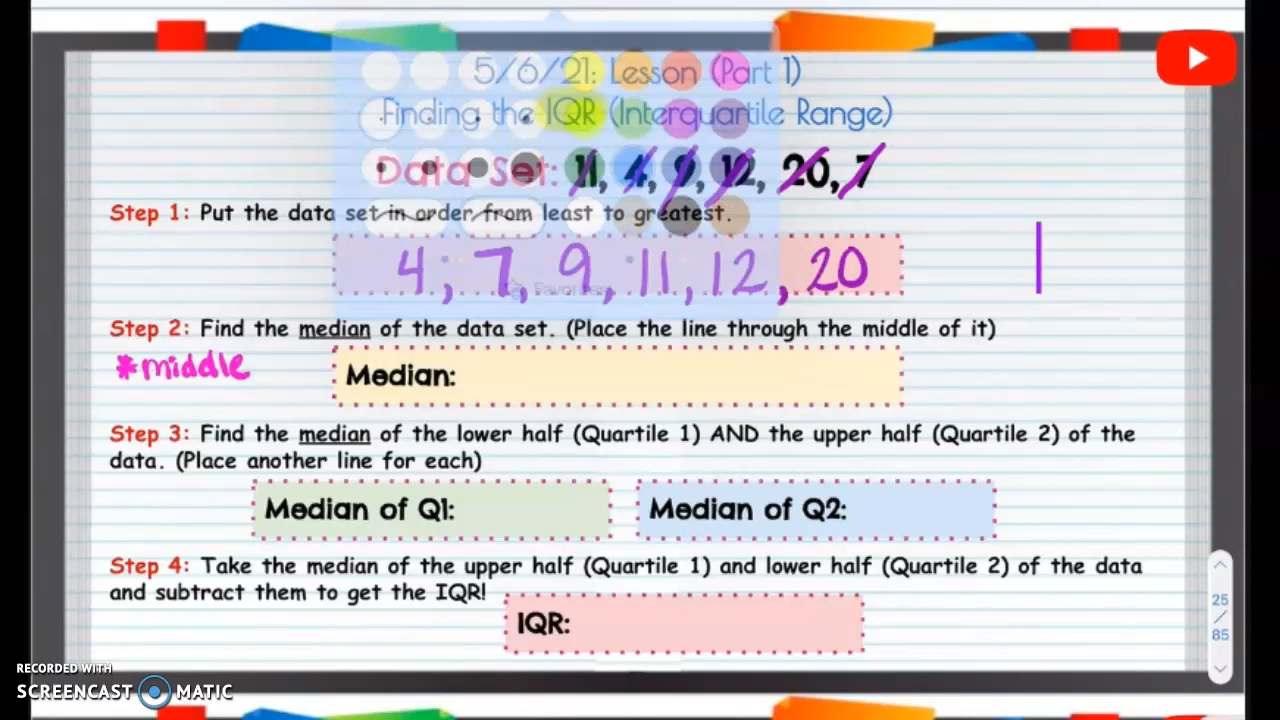 5/6/21: Lesson (Part 1)
Finding the IQR (Interquartile Range)
Data Set: 11, 4, 9, 12, 20, 7
Step 1: Put the data set in order from least to greatest.
4, 7, 9, 11, 12, 20
Step 2: Find the median of the data set. (Place the line through the middle of it)
*middle
Median:
Step 3: Find the median of the lower half (Quartile 1) AND the upper half (Quartile 2) of the
data. (Place another line for each)
Median of Q1:
Median of Q2:
Step 4: Take the median of the upper half (Quartile 1) and lower half (Quartile 2) of the data
and subtract them to get the IQR!
IQR:
25
/
85
RECORDED WITH
SCREENCAST MATIC